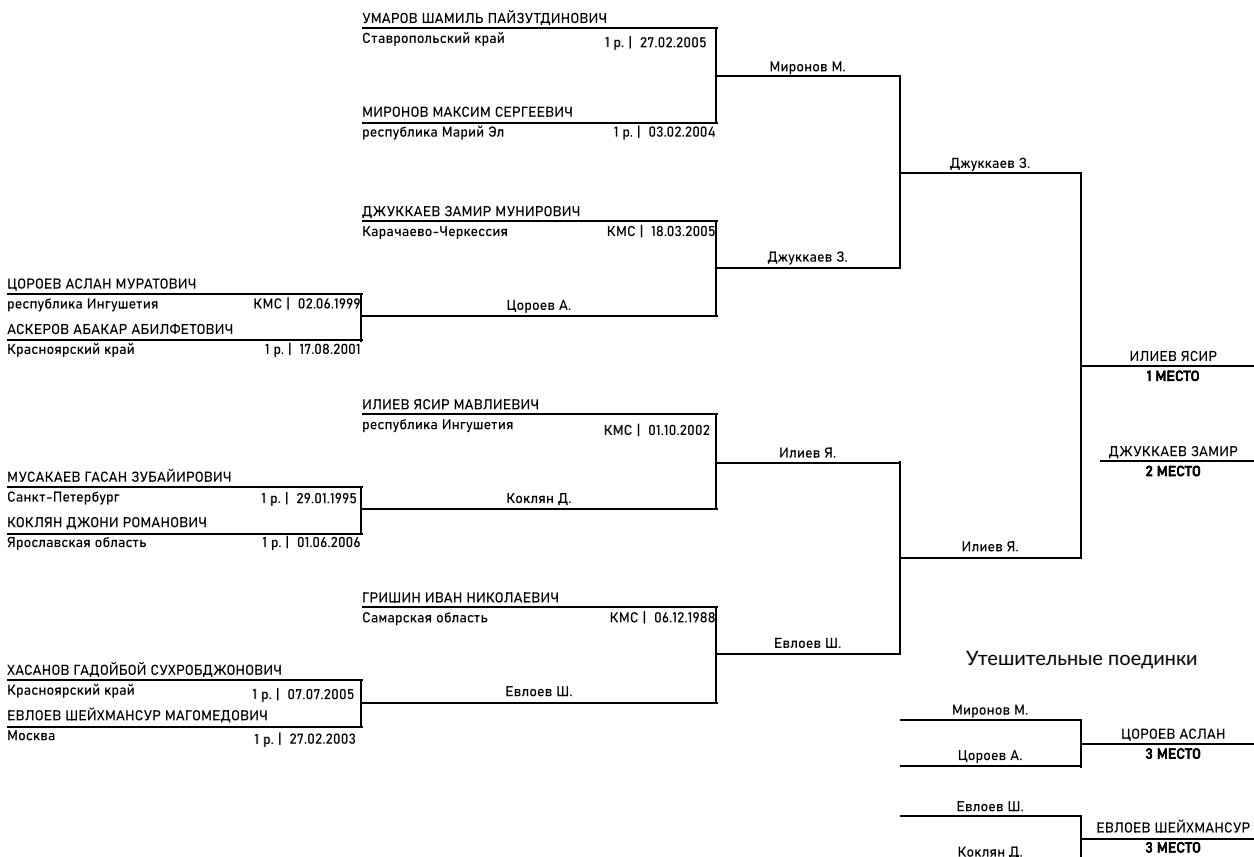 УМАРОВ ШАМИЛЬ ПАЙЗУТДИНОВИЧ
Ставропольский край 1 р. | 27.02.2005
Миронов М.
МИРОНОВ МАКСИМ СЕРГЕЕВИЧ
республика Марий Эл 1 р. | 03.02.2004
Джуккаев З.
ДЖУККАЕВ ЗАМИР МУНИРОВИЧ
Карачаево-Черкессия КМС | 18.03.2005
Джуккаев З.
ЦОРОЕВ АСЛАН МУРАТОВИЧ
республика Ингушетия КМС | 02.06.1999
Цороев А.
АСКЕРОВ АБАКАР АБИЛФЕТОВИЧ
Красноярский край 1 р. | 17.08.2001
ИЛИЕВ ЯСИР
1 МЕСТО
ИЛИЕВ ЯСИР МАВЛИЕВИЧ
республика Ингушетия КМС | 01.10.2002
Илиев Я.
ДЖУККАЕВ ЗАМИР
2 МЕСТО
МУСАКАЕВ ГАСАН ЗУБАЙИРОВИЧ
Санкт-Петербург 1 р. | 29.01.1995
Коклян Д.
КОКЛЯН ДЖОНИ РОМАНОВИЧ
Ярославская область 1 р. | 01.06.2006
Илиев Я.
ГРИШИН ИВАН НИКОЛАЕВИЧ
Самарская область КМС | 06.12.1988
Евлоев Ш.
Утешительные поединки
ХАСАНОВ ГАДОЙБОЙ СУХРОБДЖОНОВИЧ
Красноярский край 1 р. | 07.07.2005
Евлоев Ш.
ЕВЛОЕВ ШЕЙХМАНСУР МАГОМЕДОВИЧ
Москва 1 р. | 27.02.2003
Миронов М.
ЦОРОЕВ АСЛАН
3 МЕСТО
Цороев А.
Евлоев Ш.
ЕВЛОЕВ ШЕЙХМАНСУР
3 МЕСТО
Коклян Д.